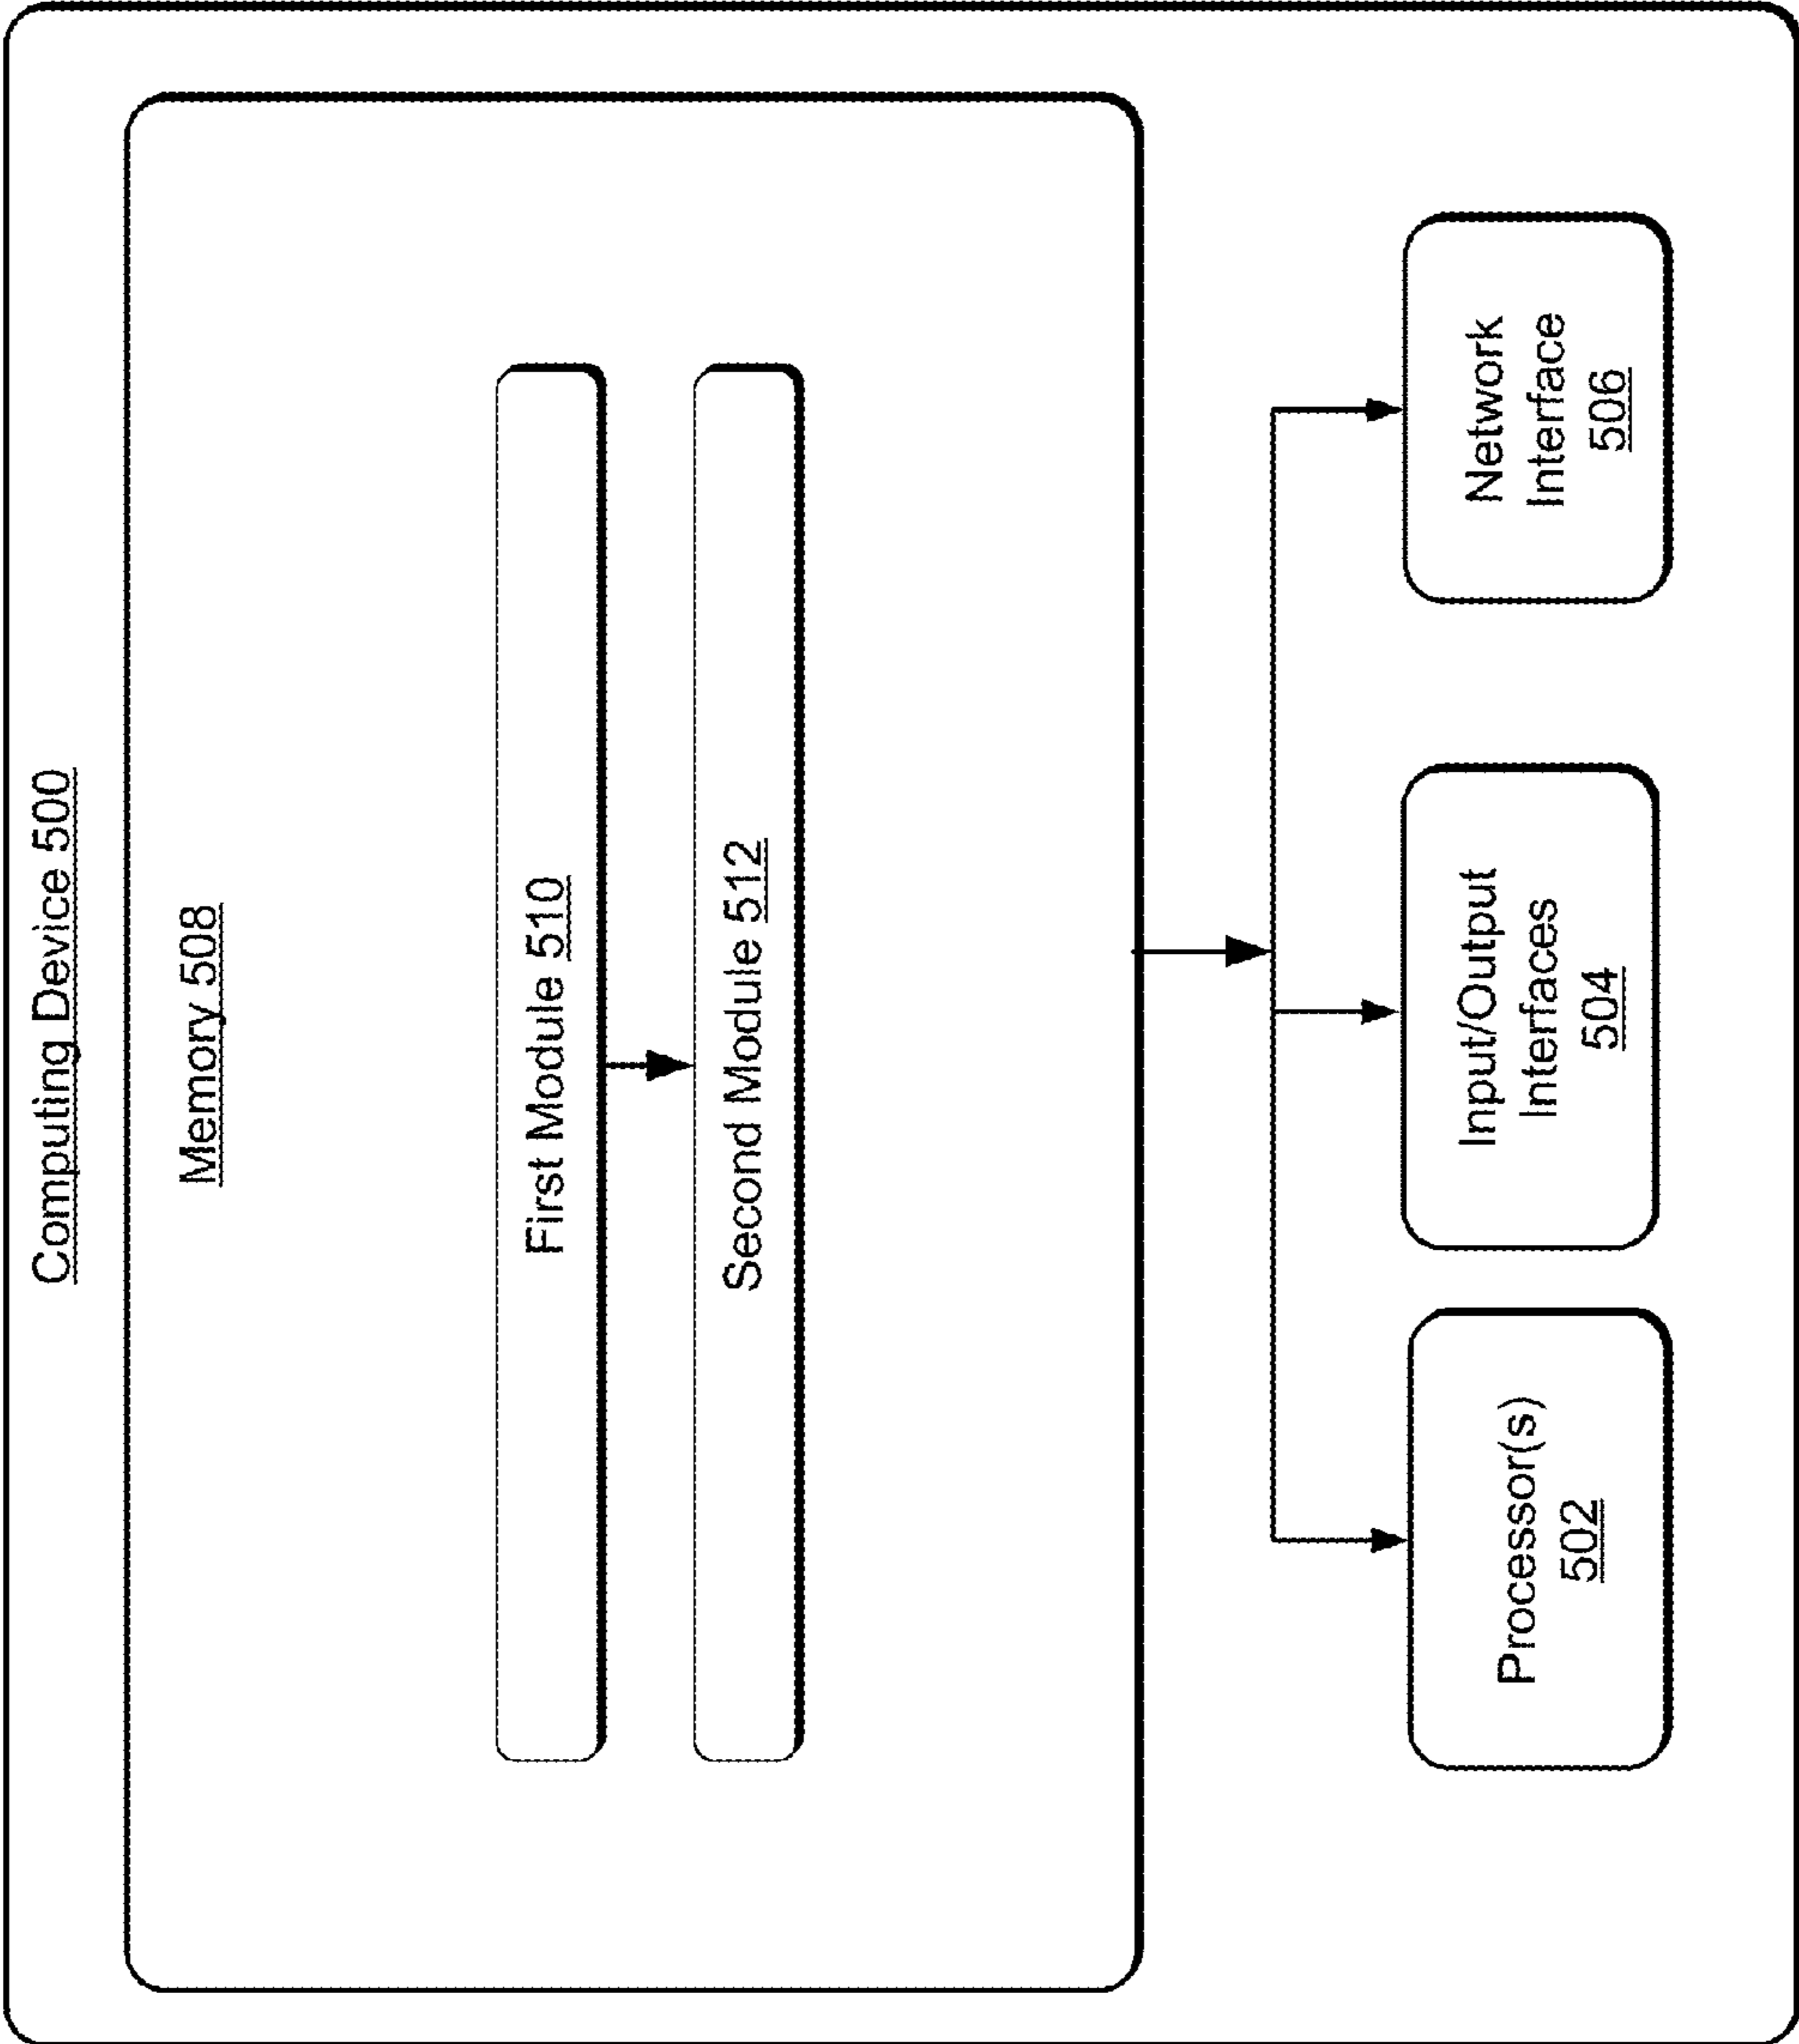 Computing Device 500
Memory 508
First Module 510
Second Module 512
Processor(s)
502
Input/Output
Interfaces
504
Network
Interface
506